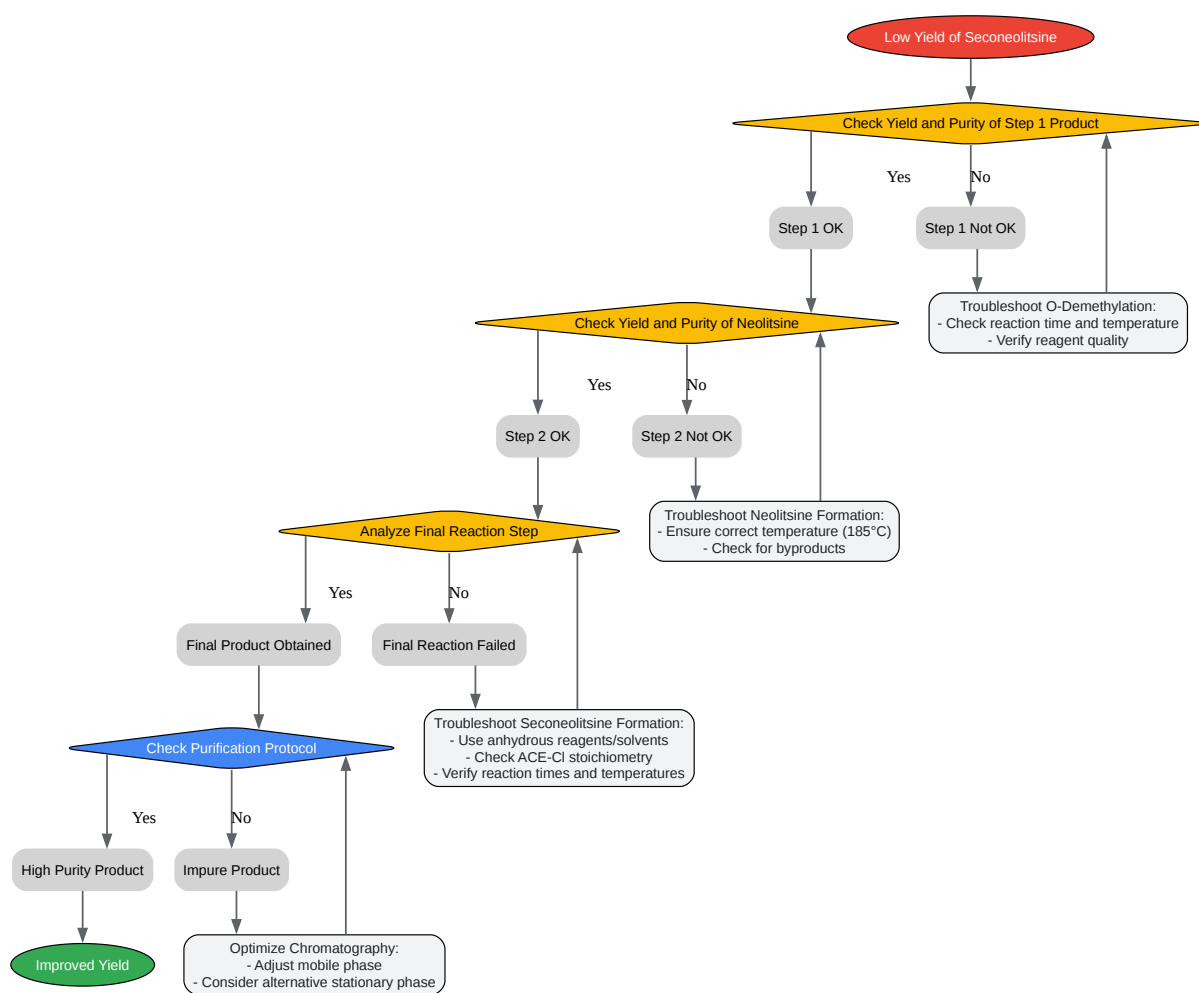 Low Yield of Seconeolitsine
Check Yield and Purity of Step 1 Product
Yes
No
Step 1 OK
Step 1 Not OK
Troubleshoot O-Demethylation:
- Check reaction time and temperature
- Verify reagent quality
Check Yield and Purity of Neolitsine
Yes
No
Step 2 OK
Step 2 Not OK
Troubleshoot Neolitsine Formation:
- Ensure correct temperature (185°C)
- Check for byproducts
Analyze Final Reaction Step
Yes
No
Final Product Obtained
Final Reaction Failed
Troubleshoot Seconeolitsine Formation:
- Use anhydrous reagents/solvents
- Check ACE-Cl stoichiometry
- Verify reaction times and temperatures
Check Purification Protocol
Yes
No
High Purity Product
Impure Product
Improved Yield
Optimize Chromatography:
- Adjust mobile phase
- Consider alternative stationary phase